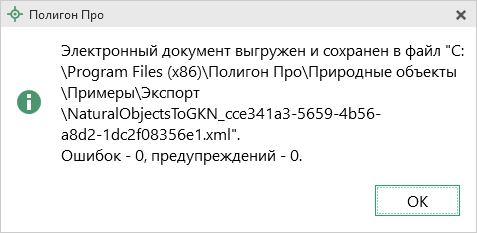 Полигон Про
Электронный документ выгружен и сохранен в файл "C:
\Program Files (x86)\Полигон Про\Природные объекты
\Примеры\Экспорт
\NaturalObjectsToGKN_cce341a3-5659-4b56-
a8d2-1dc2f08356e1.xml".
Ошибок - 0, предупреждений - 0.
ОК